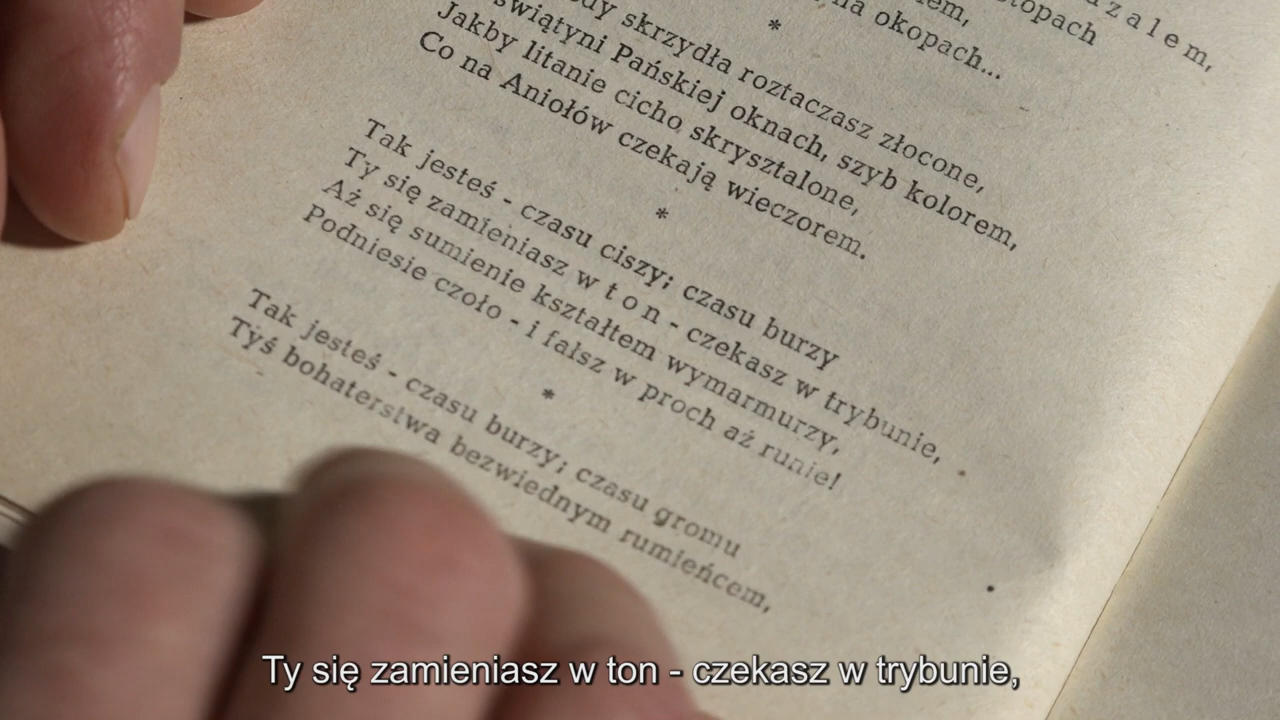 z a l e m,
stopach
na okopach...
skrzydła roztaczasz złocone,
świątyni Pańskiej oknach, szyb kolorem,
Jakby litanie cicho skrysztalone,
Co na Aniołów czekają wieczorem.
*
Tak jesteś - czasu ciszy; czasu burzy
Ty się zamieniasz w t o n - czekasz w trybunie,
Aż się sumienie kształtem wymarmurzy,
Podniesie czoło - i fałsz w proch aż runie!
*
Tak jesteś - czasu burzy; czasu gromu
Tyś bohaterstwa bezwiednym rumieńcem,
Ty się zamieniasz w ton - czekasz w trybunie,